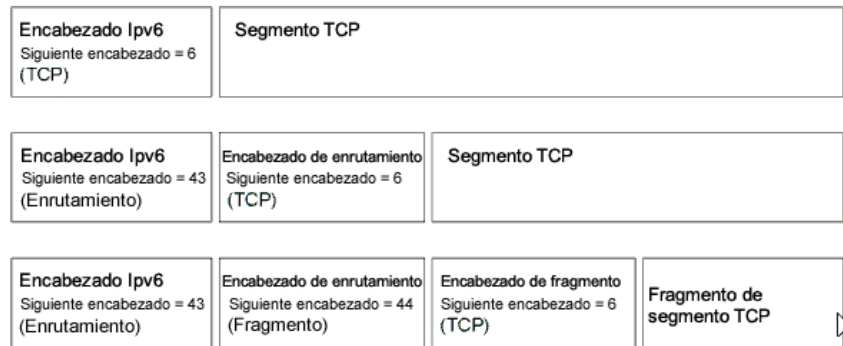 Encabezado Ipv6
Siguiente encabezado = 6
(TCP)
Segmento TCP
Encabezado Ipv6
Siguiente encabezado = 43
(Enrutamiento)
Encabezado de enrutamiento
Siguiente encabezado = 6
(TCP)
Segmento TCP
Encabezado Ipv6
Siguiente encabezado = 43
(Enrutamiento)
Encabezado de enrutamiento
Siguiente encabezado = 44
(Fragmento)
Encabezado de fragmento
Siguiente encabezado = 6
(TCP)
Fragmento de
segmento TCP